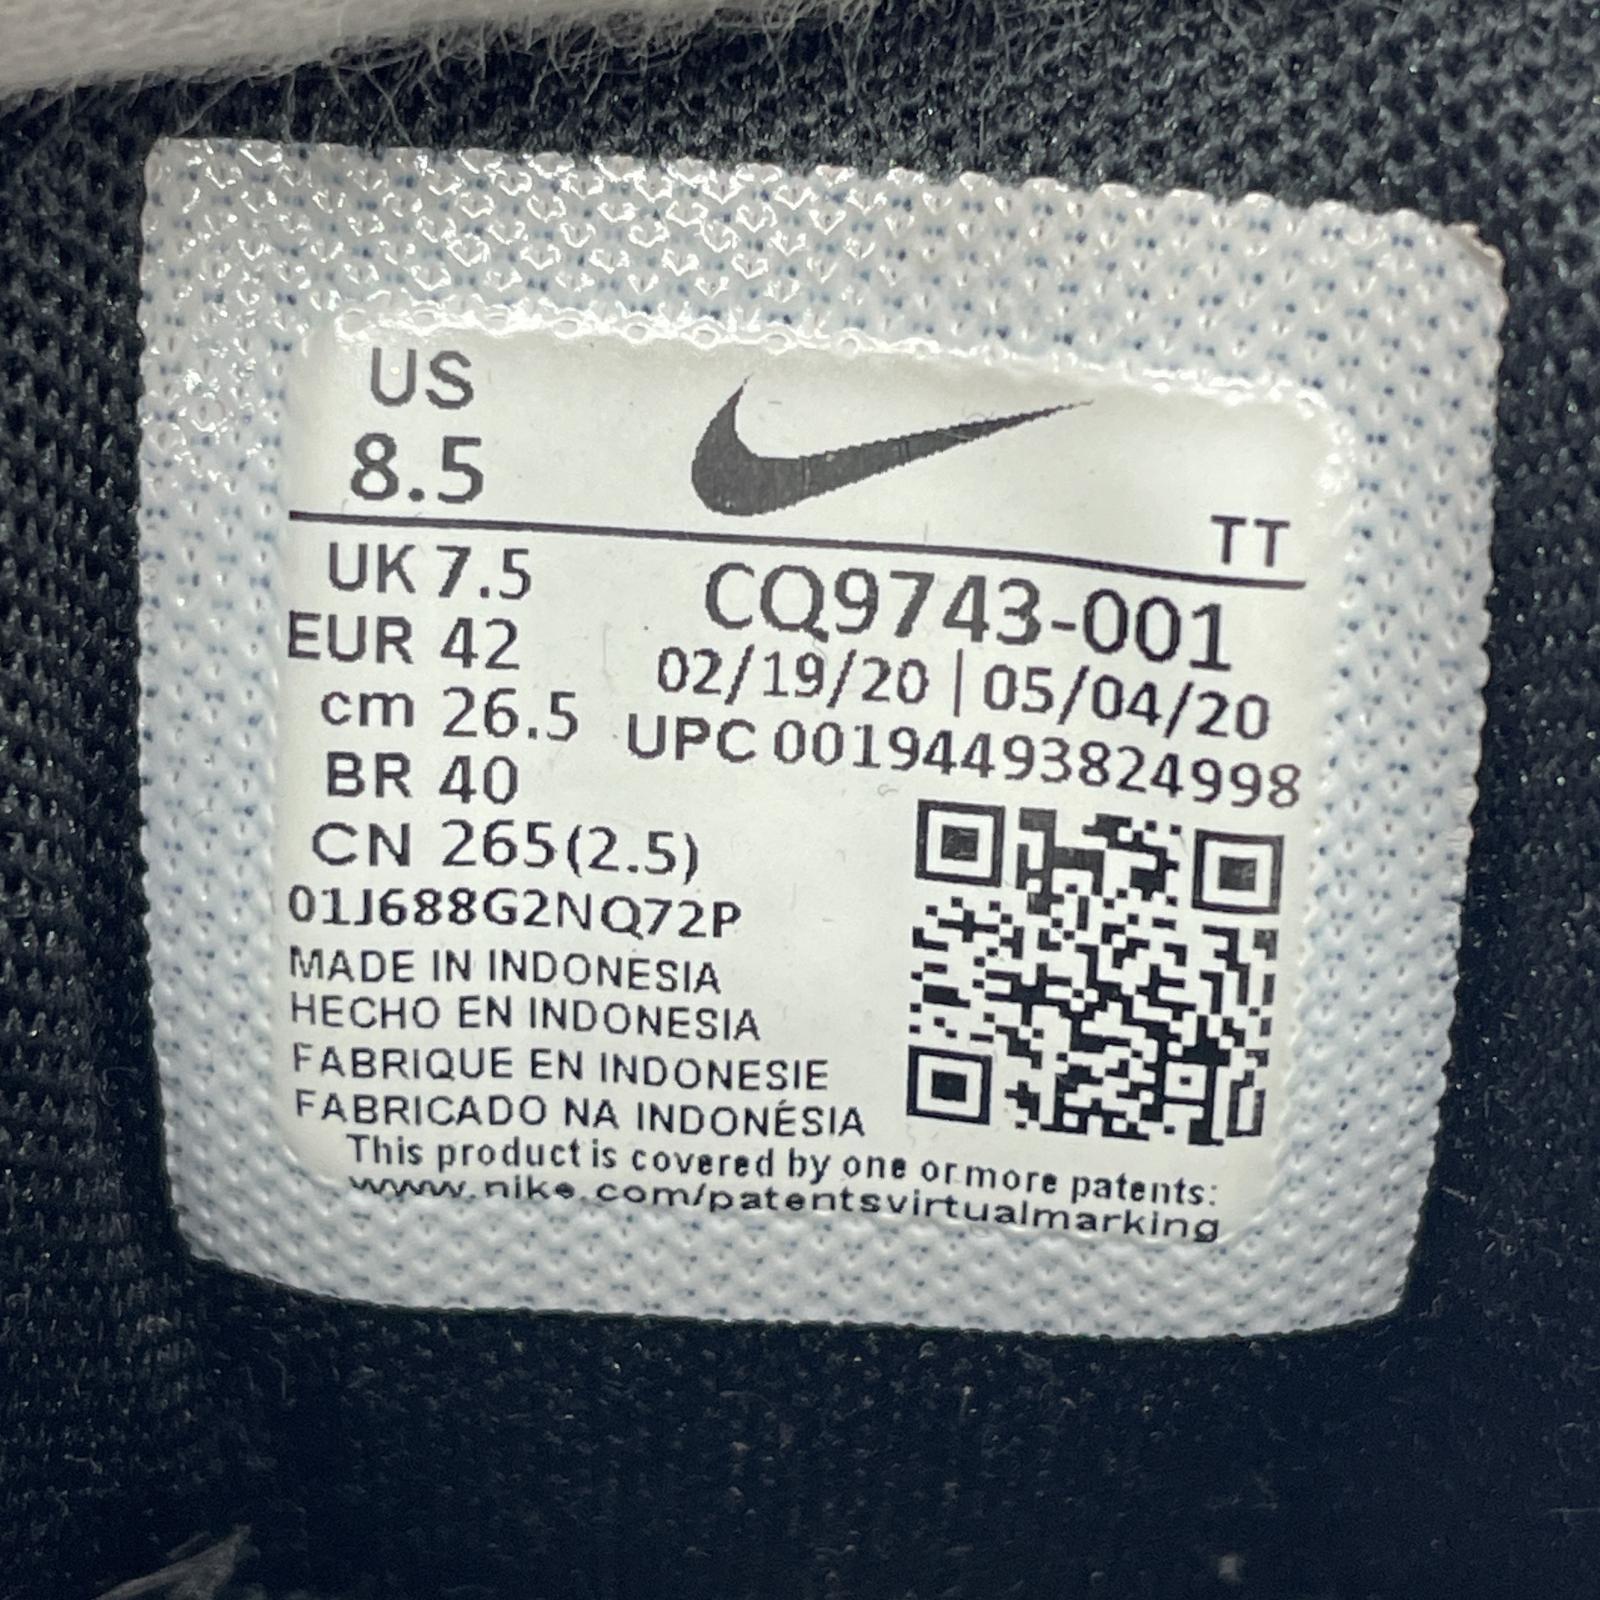 US
8.5
TT
UK 7.5
EUR 42
cm 26.5
BR 40
CN 265(2.5)
CQ9743-001
02/19/20 | 05/04/20
UPC 00194493824998
01J688G2NQ72P
MADE IN INDONESIA
HECHO EN INDONESIA
FABRIQUE EN INDONESIE
FABRICADO NA INDONÉSIA
This product is covered by one or more patents:
www.nike.com/patentsvirtualmarking